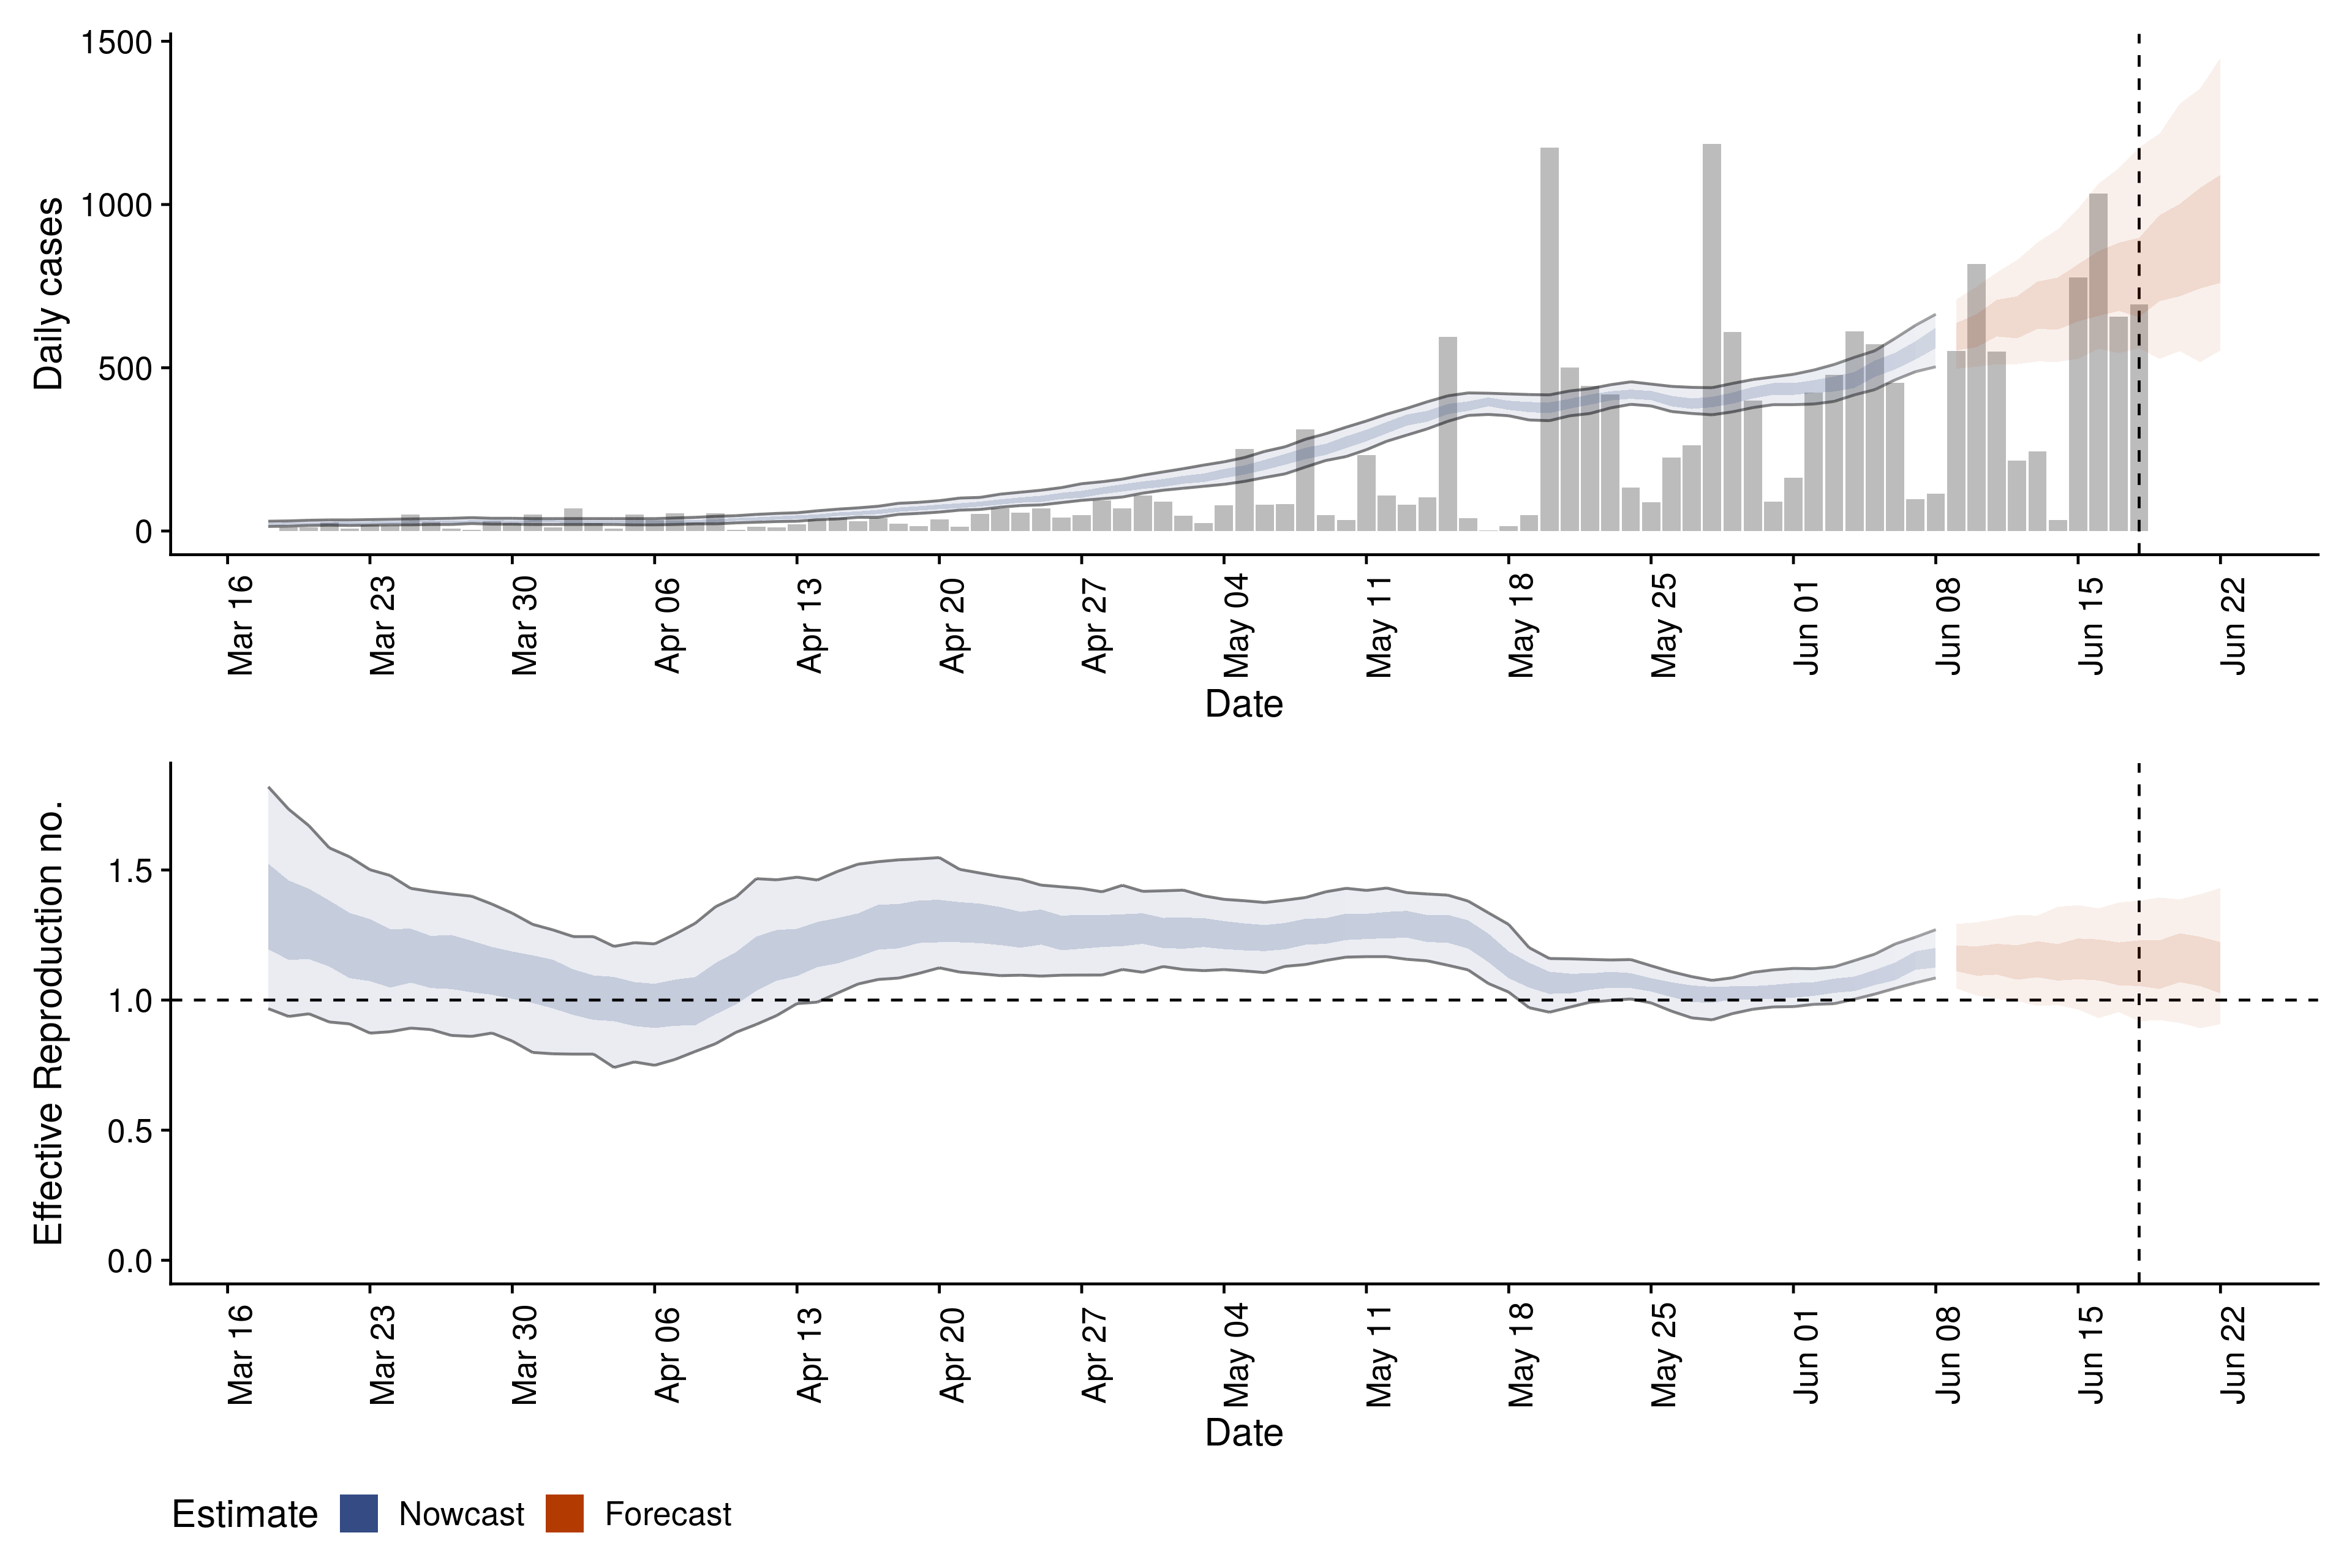 Daily cases
1500
1000
500
0
Mar 16
Mar 23
Mar 30
Apr 06
Apr 13
Apr 20
Apr 27
May 04
May 11
May 18
May 25
Jun 01
Jun 08
Jun 15
Jun 22
Date
Effective Reproduction no.
1.5
1.0
0.5
0.0
Mar 16
Mar 23
Mar 30
Apr 06
Apr 13
Apr 20
Apr 27
May 04
May 11
May 18
May 25
Jun 01
Jun 08
Jun 15
Jun 22
Date
Estimate Nowcast Forecast